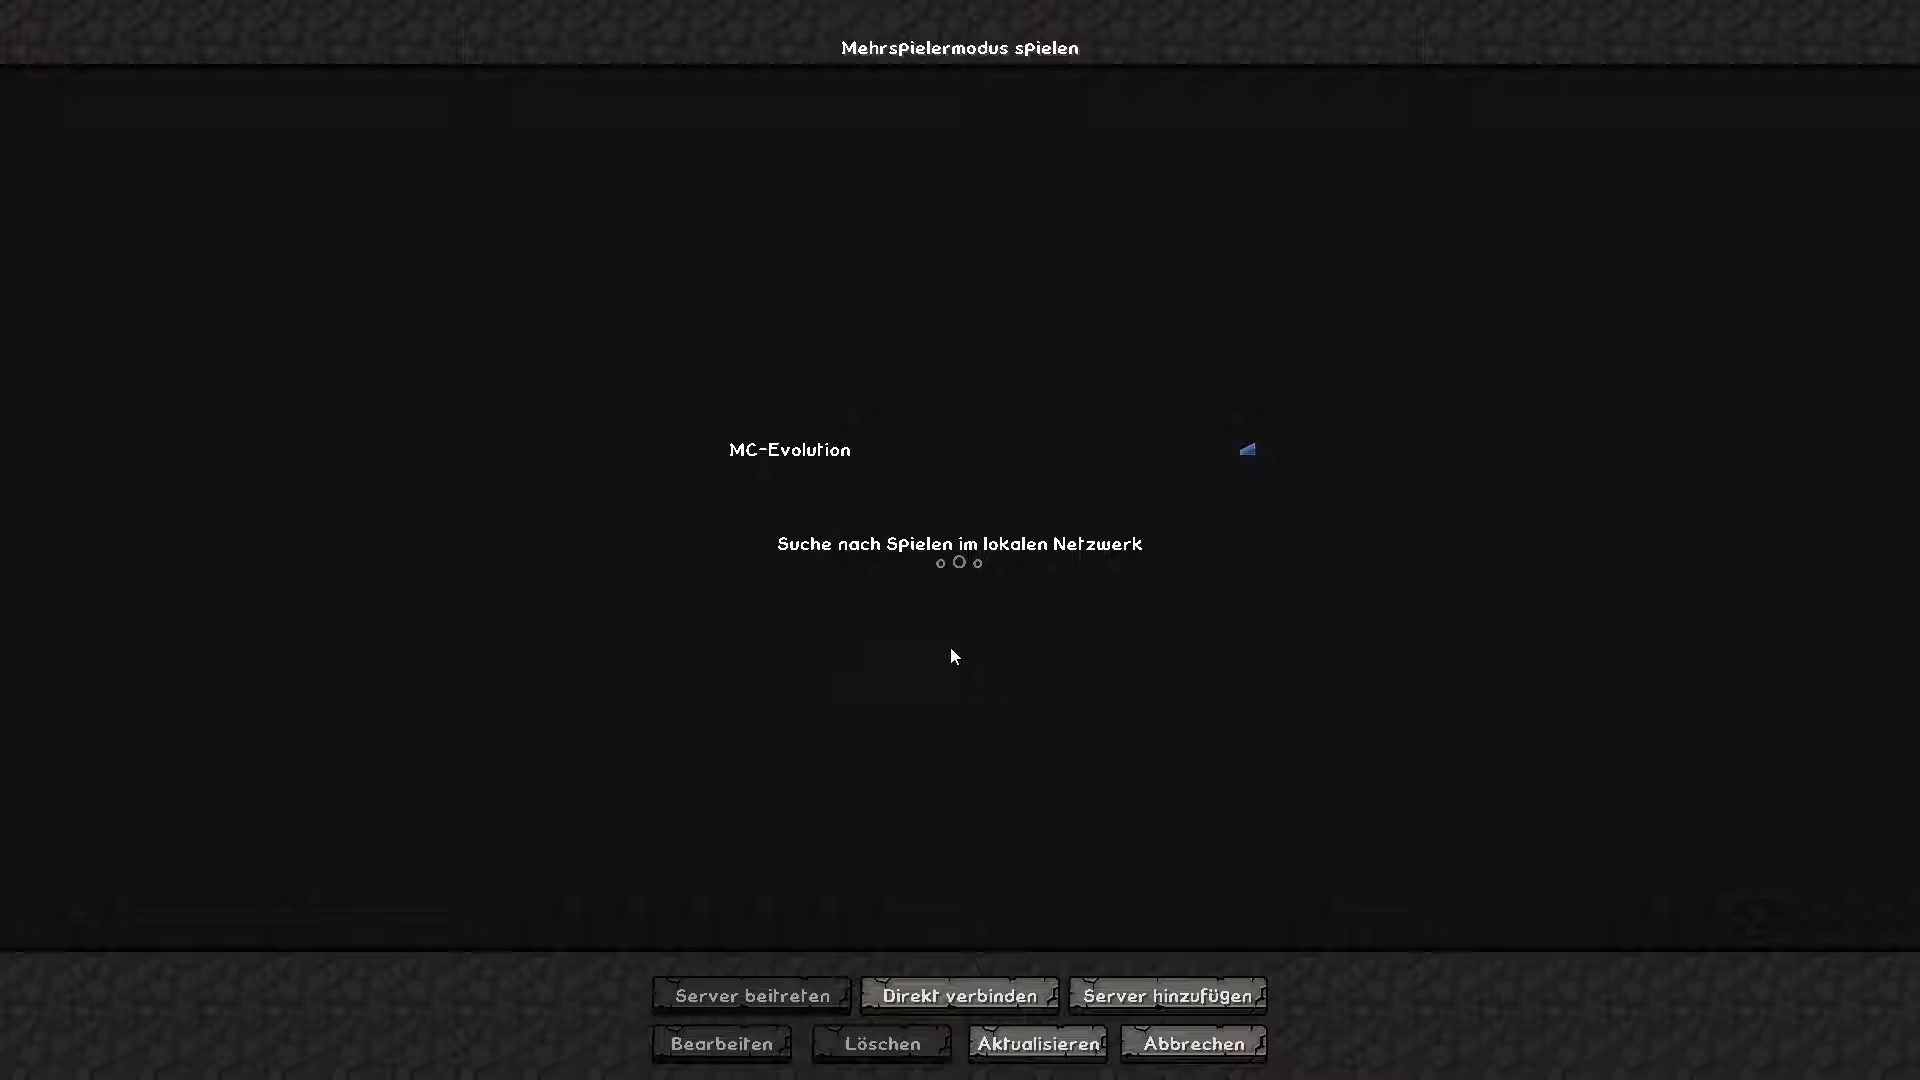 Mehrspielermodus spielen
MC-Evolution
Suche nach Spielen im lokalen Netzwerk
Server beitreten
Direkt verbinden
Server hinzufügen
Bearbeiten
Löschen
Aktualisieren
Abbrechen